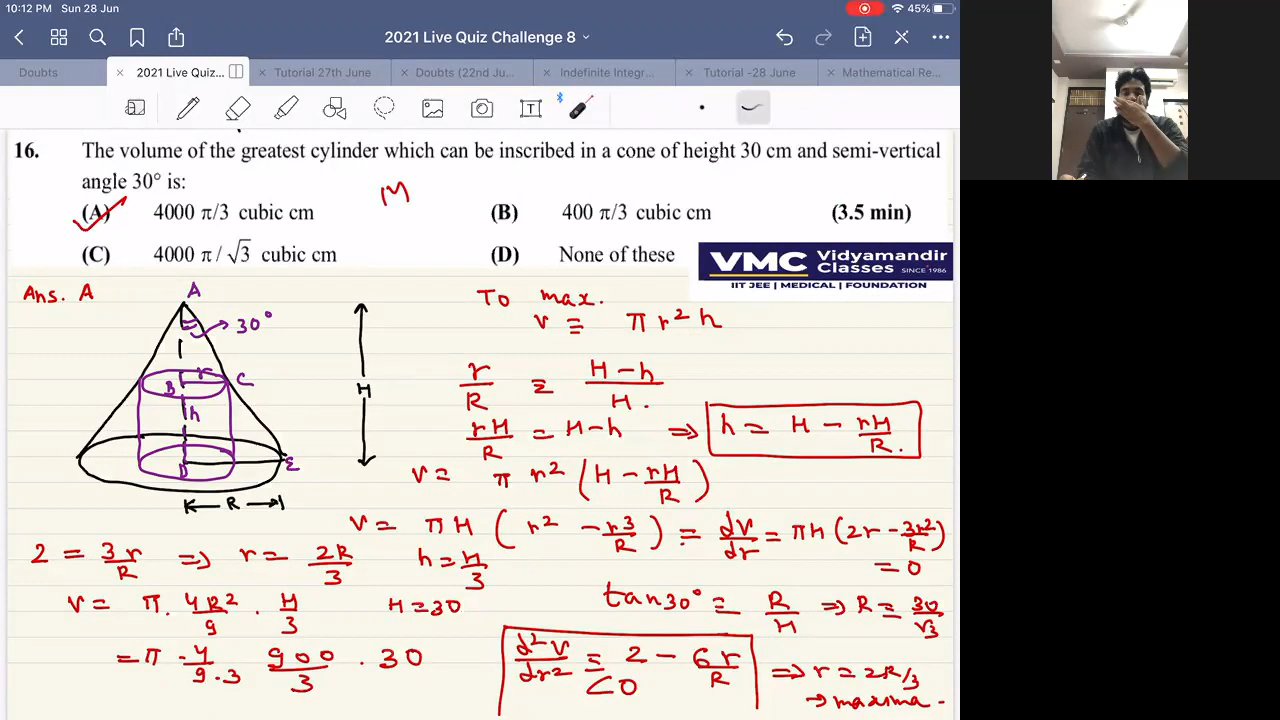 10:12 PM Sun 28 Jun
45%
2021 Live Quiz Challenge 8
Doubts
2021 Live Quiz...
Tutorial 27th June
Doubts (22nd Ju...
Indefinite Integr...
Tutorial -28 June
Mathematical Re...
16. The volume of the greatest cylinder which can be inscribed in a cone of height 30 cm and semi-vertical
angle 30° is:
M
(A) 4000 π/3 cubic cm (B) 400 π/3 cubic cm (3.5 min)
(C) 4000 π/√3 cubic cm (D) None of these
VMC Vidyamandir Classes SINCE 1986
IIT JEE | MEDICAL | FOUNDATION
Ans. A
A
30°
r
B
C
h
D
E
H
R
To max.
v = πr²h
r/R = H-h/H.
rH/R = H-h ⇒ h = H - rH/R.
v = π r² (H - rH/R)
v = πH (r² - r3/R) = dv/dr = πH (2r - 3r²/R)
= 0
2 = 3r/R ⇒ r = 2R/3 h = H/3
v = π. 4R²/9 . H/3 H = 30
tan30° = R/H ⇒ R = 30/√3
= π .4/9.3 900/3 . 30
d²v/dr² = 2 - 6r/R
<0
⇒ r = 2R/3
→ maxima -